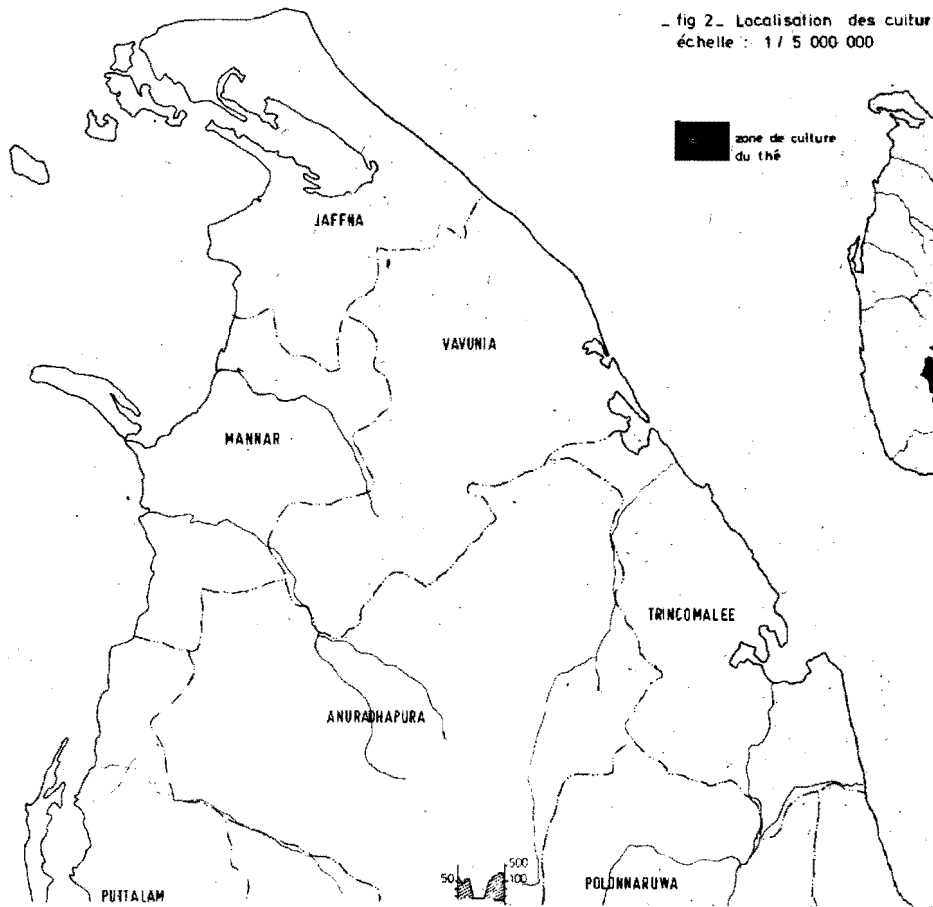 _ fig 2_ Localisation des cultur
échelle : 1 / 5 000 000
zone de culture
du thé
JAFFNA
VAVUNIA
MANNAR
TRINCOMALEE
ANURADHAPURA
500
50
100
POLONNARUWA
PUTTALAM